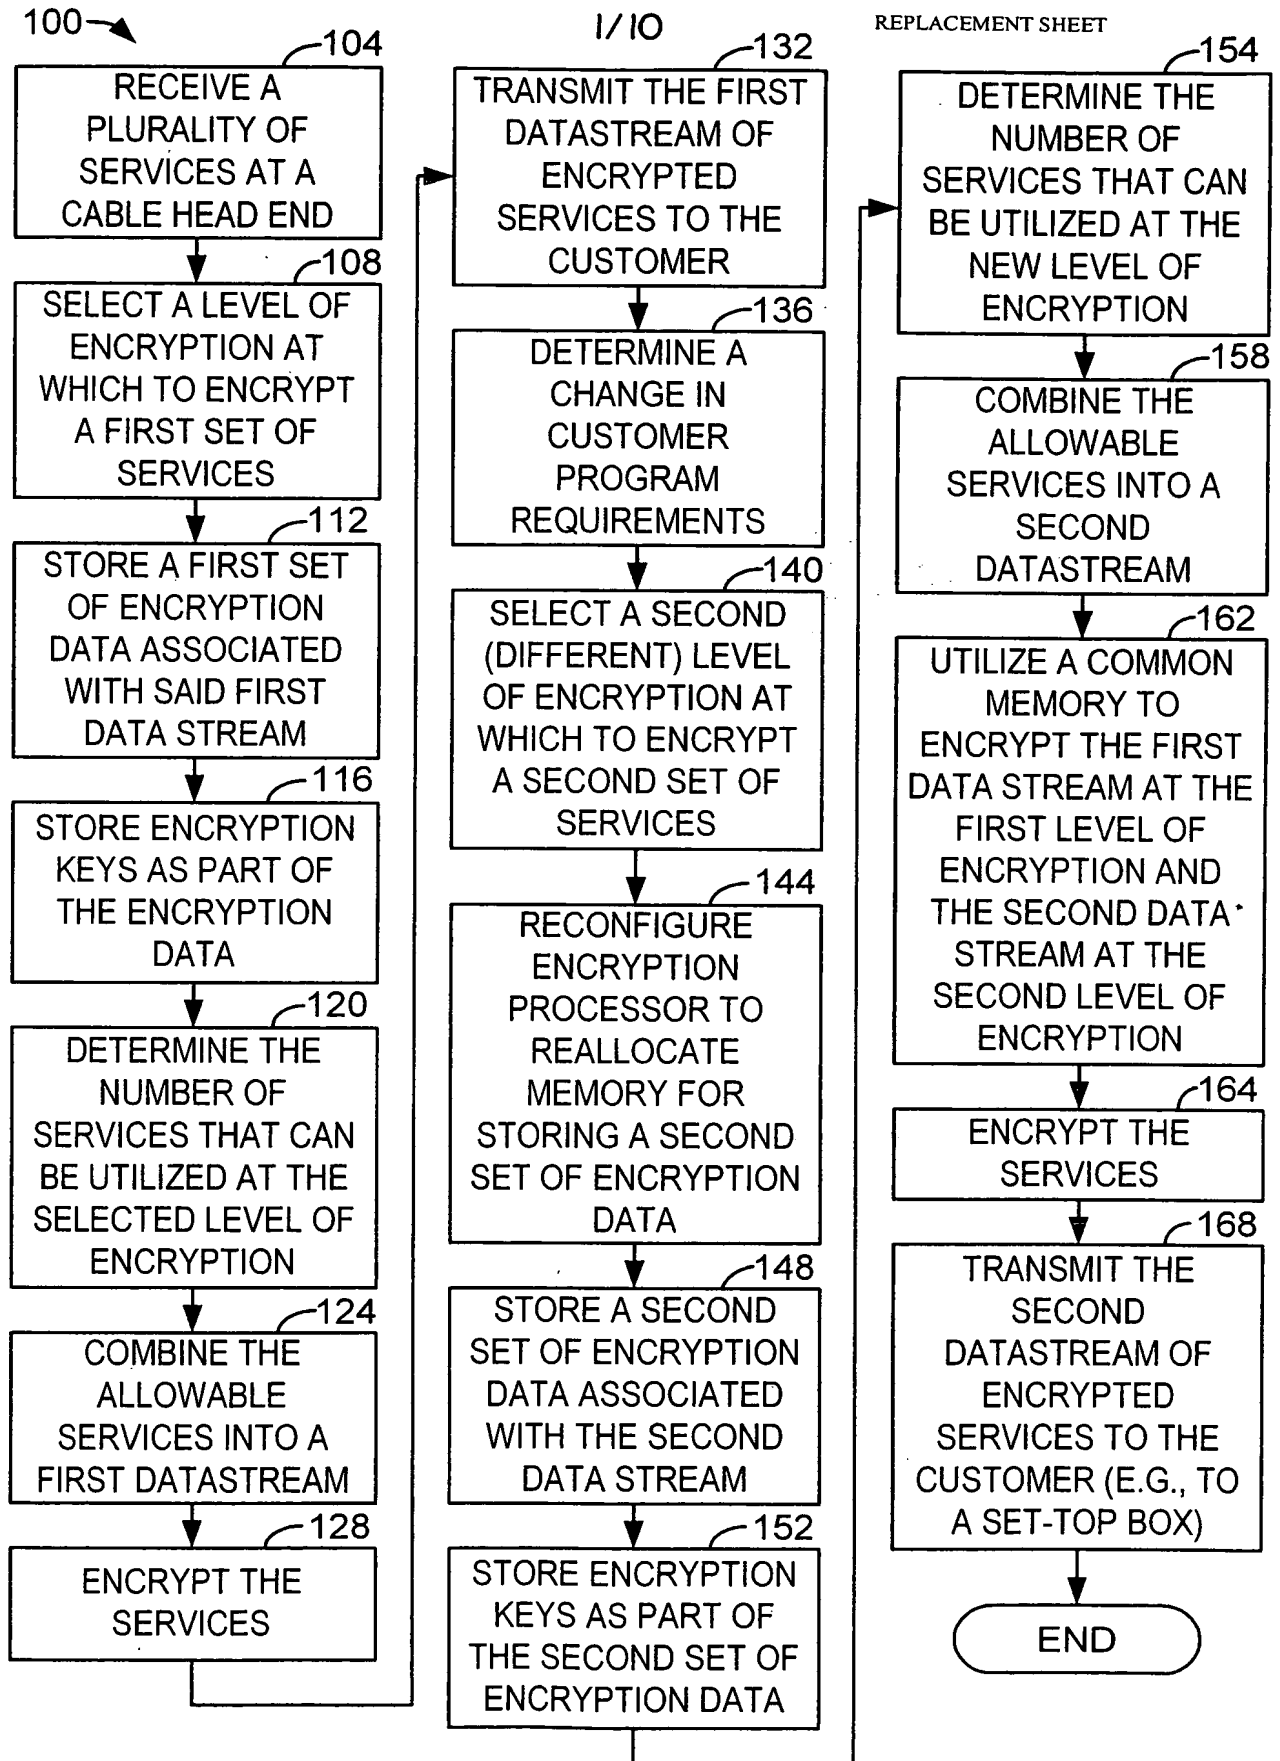 100
1/10
REPLACEMENT SHEET
104
RECEIVE A
PLURALITY OF
SERVICES AT A
CABLE HEAD END
108
SELECT A LEVEL OF
ENCRYPTION AT
WHICH TO ENCRYPT
A FIRST SET OF
SERVICES
112
STORE A FIRST SET
OF ENCRYPTION
DATA ASSOCIATED
WITH SAID FIRST
DATA STREAM
116
STORE ENCRYPTION
KEYS AS PART OF
THE ENCRYPTION
DATA
120
DETERMINE THE
NUMBER OF
SERVICES THAT CAN
BE UTILIZED AT THE
SELECTED LEVEL OF
ENCRYPTION
124
COMBINE THE
ALLOWABLE
SERVICES INTO A
FIRST DATASTREAM
128
ENCRYPT THE
SERVICES
132
TRANSMIT THE FIRST
DATASTREAM OF
ENCRYPTED
SERVICES TO THE
CUSTOMER
136
DETERMINE A
CHANGE IN
CUSTOMER
PROGRAM
REQUIREMENTS
140
SELECT A SECOND
(DIFFERENT) LEVEL
OF ENCRYPTION AT
WHICH TO ENCRYPT
A SECOND SET OF
SERVICES
144
RECONFIGURE
ENCRYPTION
PROCESSOR TO
REALLOCATE
MEMORY FOR
STORING A SECOND
SET OF ENCRYPTION
DATA
148
STORE A SECOND
SET OF ENCRYPTION
DATA ASSOCIATED
WITH THE SECOND
DATA STREAM
152
STORE ENCRYPTION
KEYS AS PART OF
THE SECOND SET OF
ENCRYPTION DATA
154
DETERMINE THE
NUMBER OF
SERVICES THAT CAN
BE UTILIZED AT THE
NEW LEVEL OF
ENCRYPTION
158
COMBINE THE
ALLOWABLE
SERVICES INTO A
SECOND
DATASTREAM
162
UTILIZE A COMMON
MEMORY TO
ENCRYPT THE FIRST
DATA STREAM AT THE
FIRST LEVEL OF
ENCRYPTION AND
THE SECOND DATA
STREAM AT THE
SECOND LEVEL OF
ENCRYPTION
164
ENCRYPT THE
SERVICES
168
TRANSMIT THE
SECOND
DATASTREAM OF
ENCRYPTED
SERVICES TO THE
CUSTOMER (E.G., TO
A SET-TOP BOX)
END